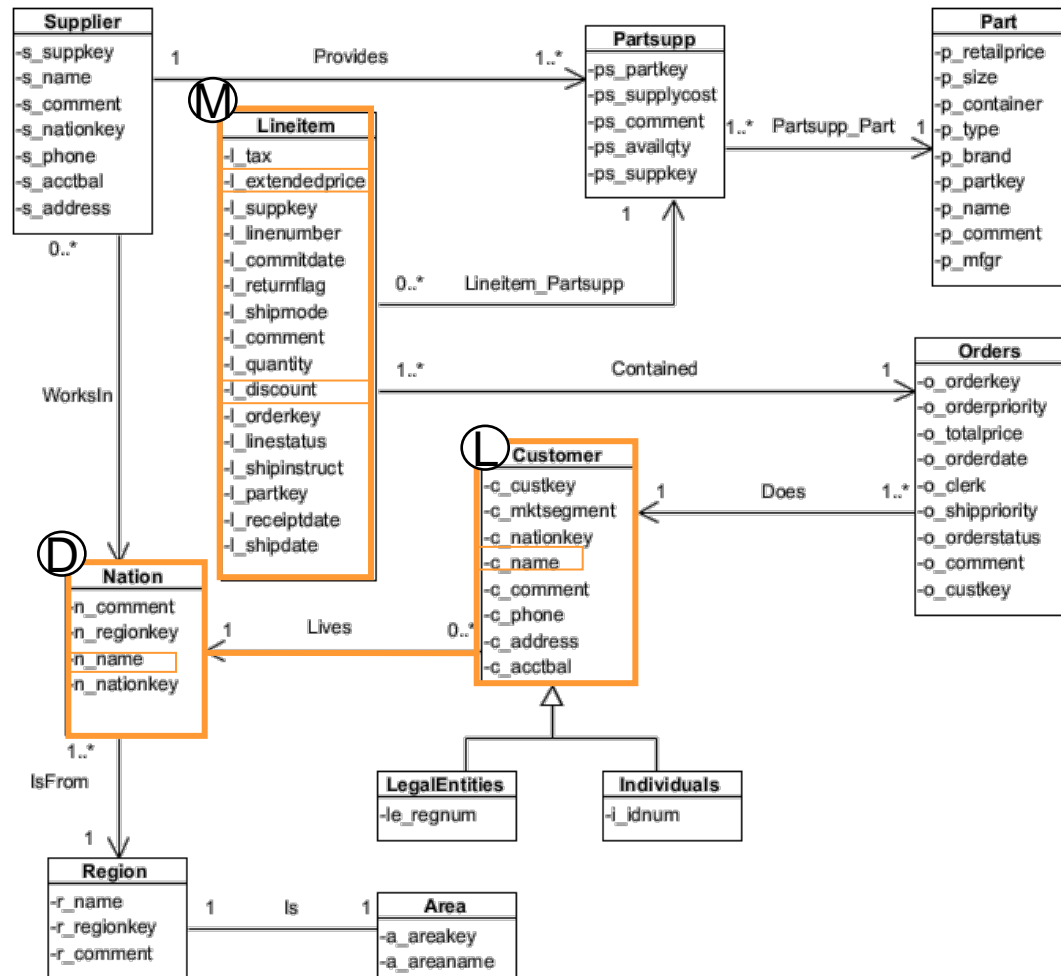 Supplier
-s_suppkey
-s_name
-s_comment
-s_nationkey
-s_phone
-s_acctbal
-s_address
1
Provides
1..*
Partsupp
-ps_partkey
-ps_supplycost
-ps_comment
-ps_availqty
-ps_suppkey
1..*
Partsupp_Part
1
Part
-p_retailprice
-p_size
-p_container
-p_type
-p_brand
-p_partkey
-p_name
-p_comment
-p_mfgr
M
Lineitem
-l_tax
-l_extendedprice
-l_suppkey
-l_linenumber
-l_commitdate
-l_returnflag
-l_shipmode
-l_comment
-l_quantity
-l_discount
-l_orderkey
-l_linestatus
-l_shipinstruct
-l_partkey
-l_receiptdate
-l_shipdate
0..*
Lineitem_Partsupp
1
1..*
Contained
1
Orders
-o_orderkey
-o_orderpriority
-o_totalprice
-o_orderdate
-o_clerk
-o_shippriority
-o_orderstatus
-o_comment
-o_custkey
0..*
WorksIn
L
Customer
-c_custkey
-c_mktsegment
-c_nationkey
-c_name
-c_comment
-c_phone
-c_address
-c_acctbal
1
Does
1..*
D
Nation
-n_comment
-n_regionkey
-n_name
-n_nationkey
1
Lives
0..*
1..*
IsFrom
1
LegalEntities
-le_regnum
Individuals
-i_idnum
Region
-r_name
-r_regionkey
-r_comment
1
Is
1
Area
-a_areakey
-a_areaname